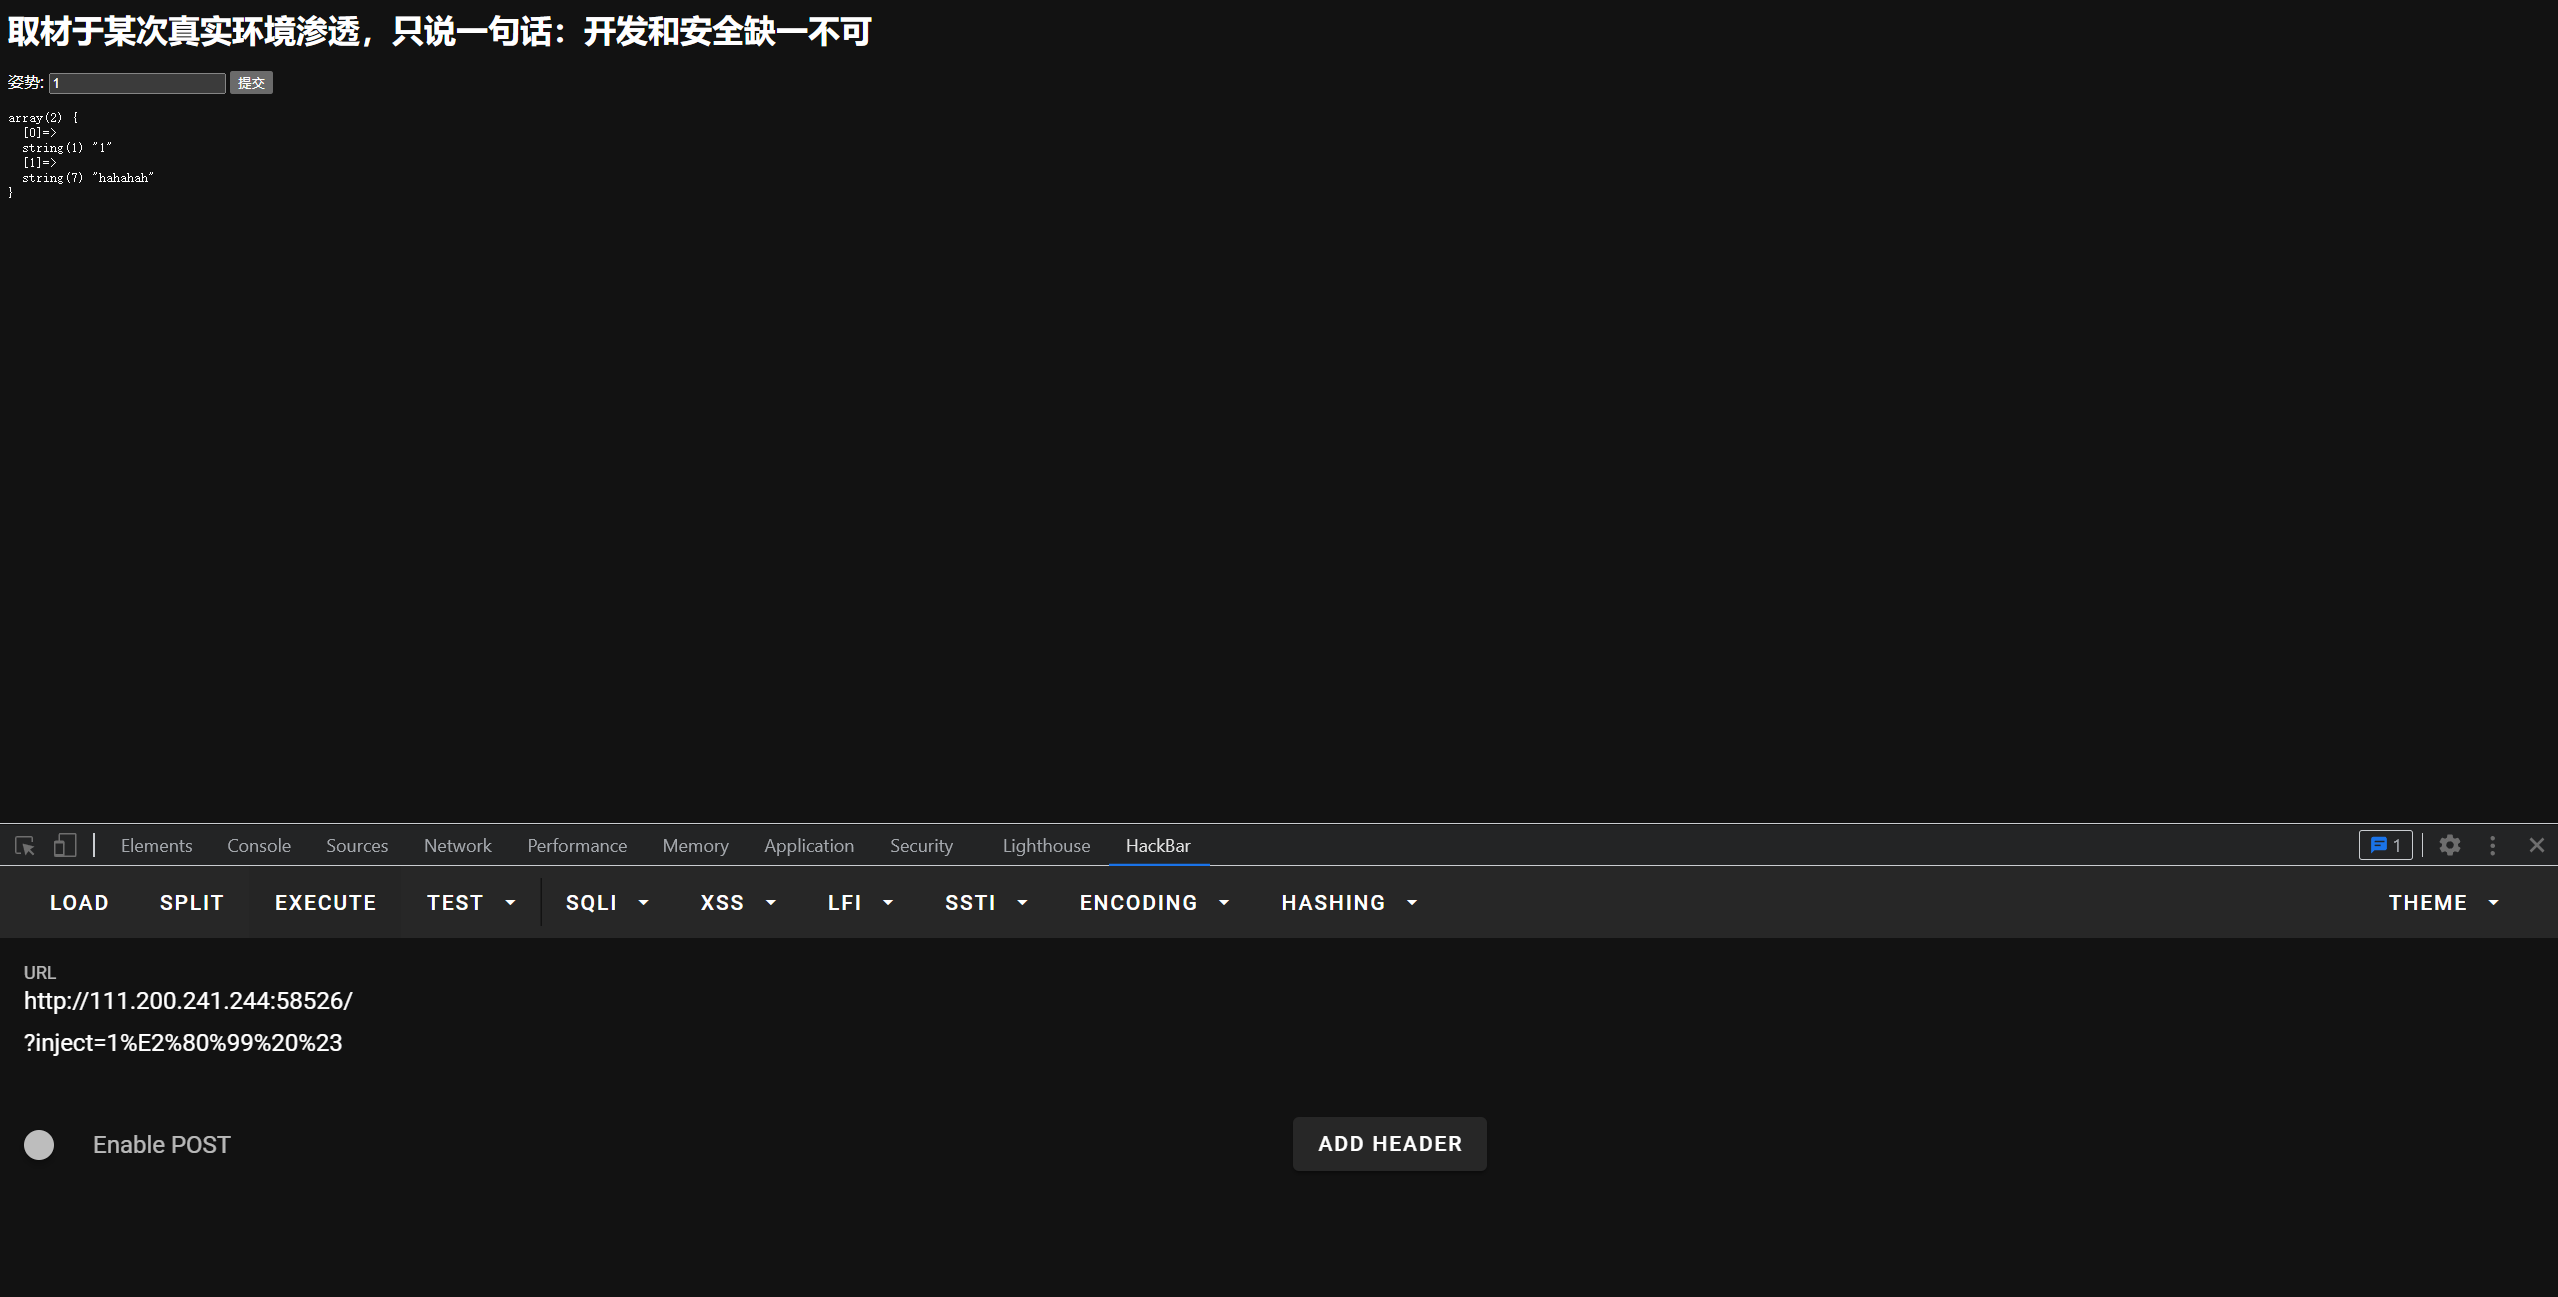 取材于某次真实环境渗透，只说一句话：开发和安全缺一不可
姿势: 1 提交
array(2) {
  [0]=>
  string(1) "1"
  [1]=>
  string(7) "hahahah"
}
Elements Console Sources Network Performance Memory Application Security Lighthouse HackBar 1
LOAD SPLIT EXECUTE TEST SQLI XSS LFI SSTI ENCODING HASHING THEME
URL
http://111.200.241.244:58526/
?inject=1%E2%80%99%20%23
Enable POST ADD HEADER